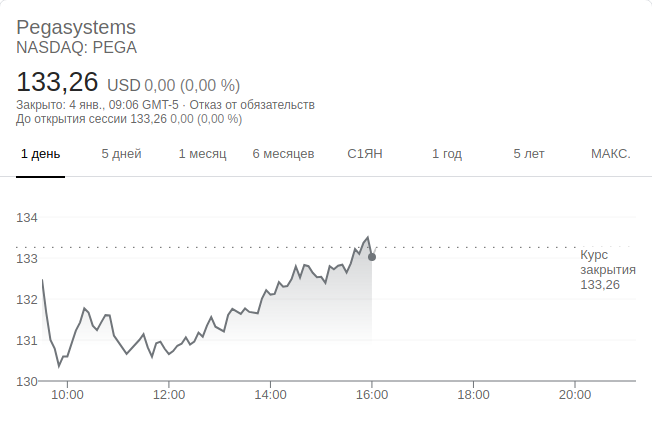 Pegasystems
NASDAQ: PEGA
133,26 USD 0,00 (0,00 %)
Закрыто: 4 янв., 09:06 GMT-5 · Отказ от обязательств
До открытия сессии 133,26 0,00 (0,00 %)
1 день 5 дней 1 месяц 6 месяцев С1ЯН 1 год 5 лет МАКС.
134
133
132
131
130
Курс
закрытия
133,26
10:00 12:00 14:00 16:00 18:00 20:00